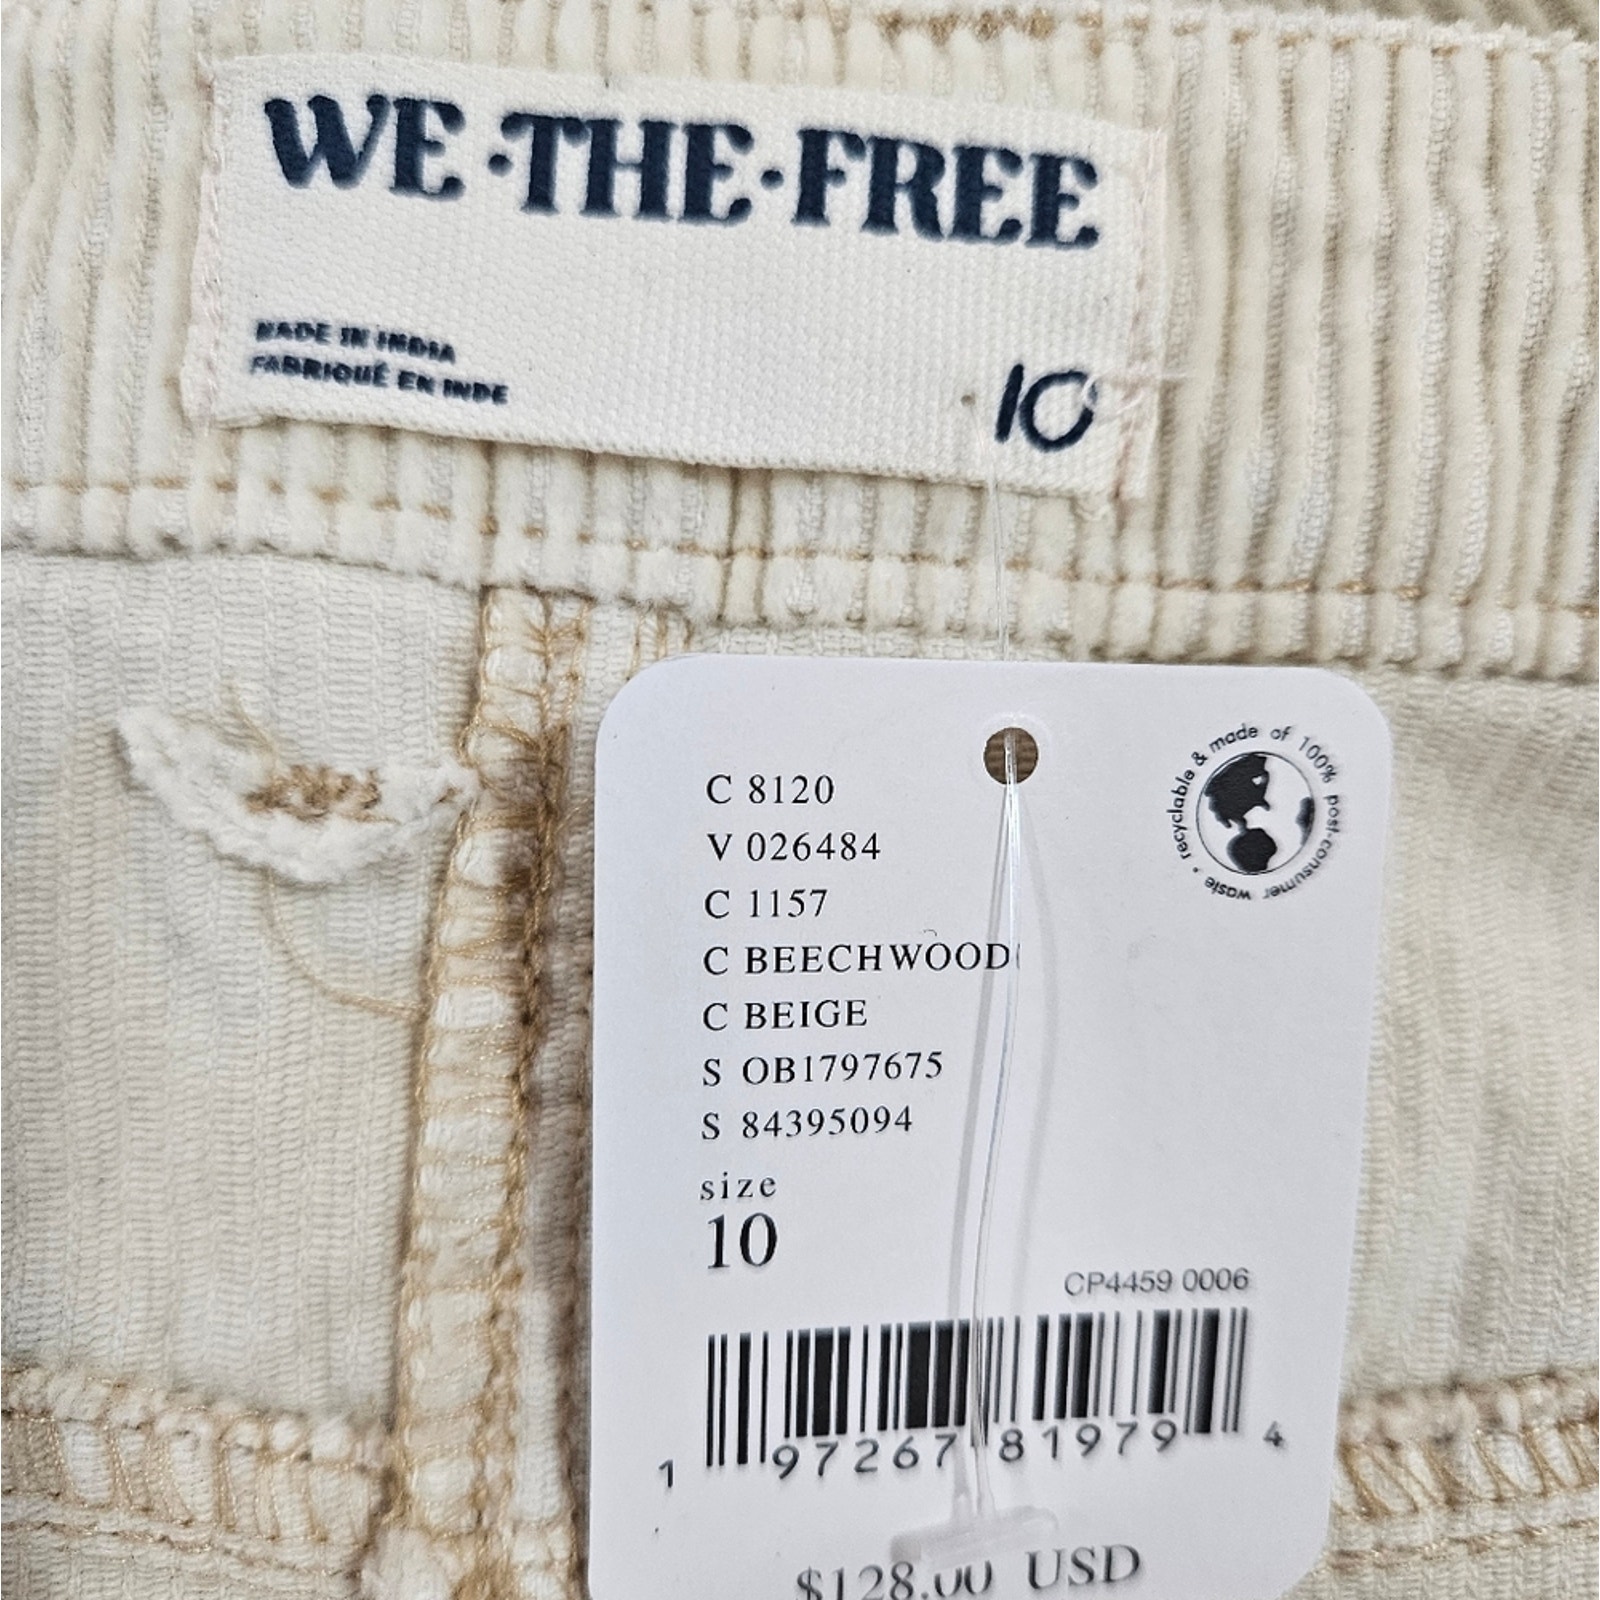 WE·THE·FREE
MADE IN INDIA
FABRIQUÉ EN INDE
10
recyclable & made of 100% post-consumer waste •
C 8120
V 026484
C 1157
C BEECHWOOD
C BEIGE
S OB1797675
S 84395094
size
10
CP4459 0006
1 97267 81979 4
$128.00 USD